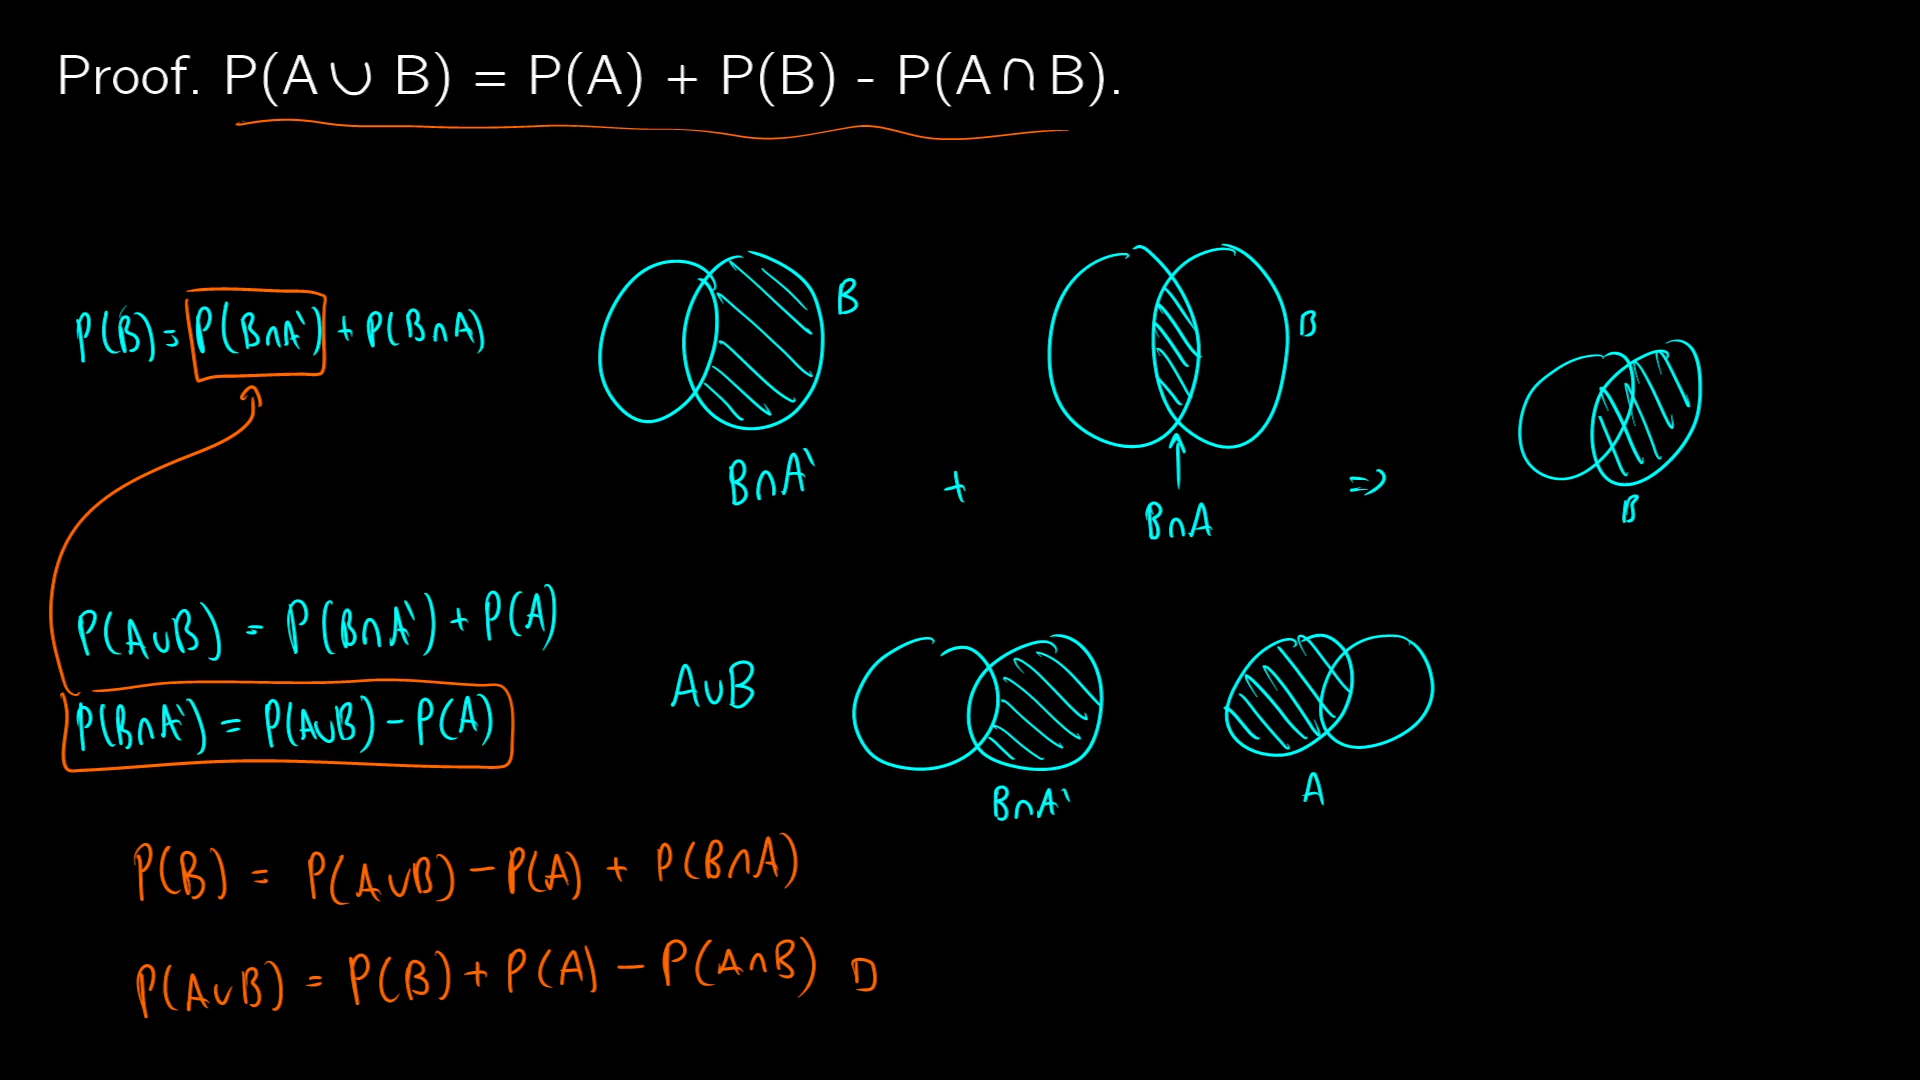 Proof. P(A∪ B) = P(A) + P(B) - P(A∩B).
P(B) = P(B∩A') + P(B∩A)
B
B
B∩A' + B∩A => B
P(A∪B) = P(B∩A') + P(A)
P(B∩A') = P(A∪B) - P(A)
A∪B
B∩A' A
P(B) = P(A∪B) - P(A) + P(B∩A)
P(A∪B) = P(B) + P(A) - P(A∩B) □